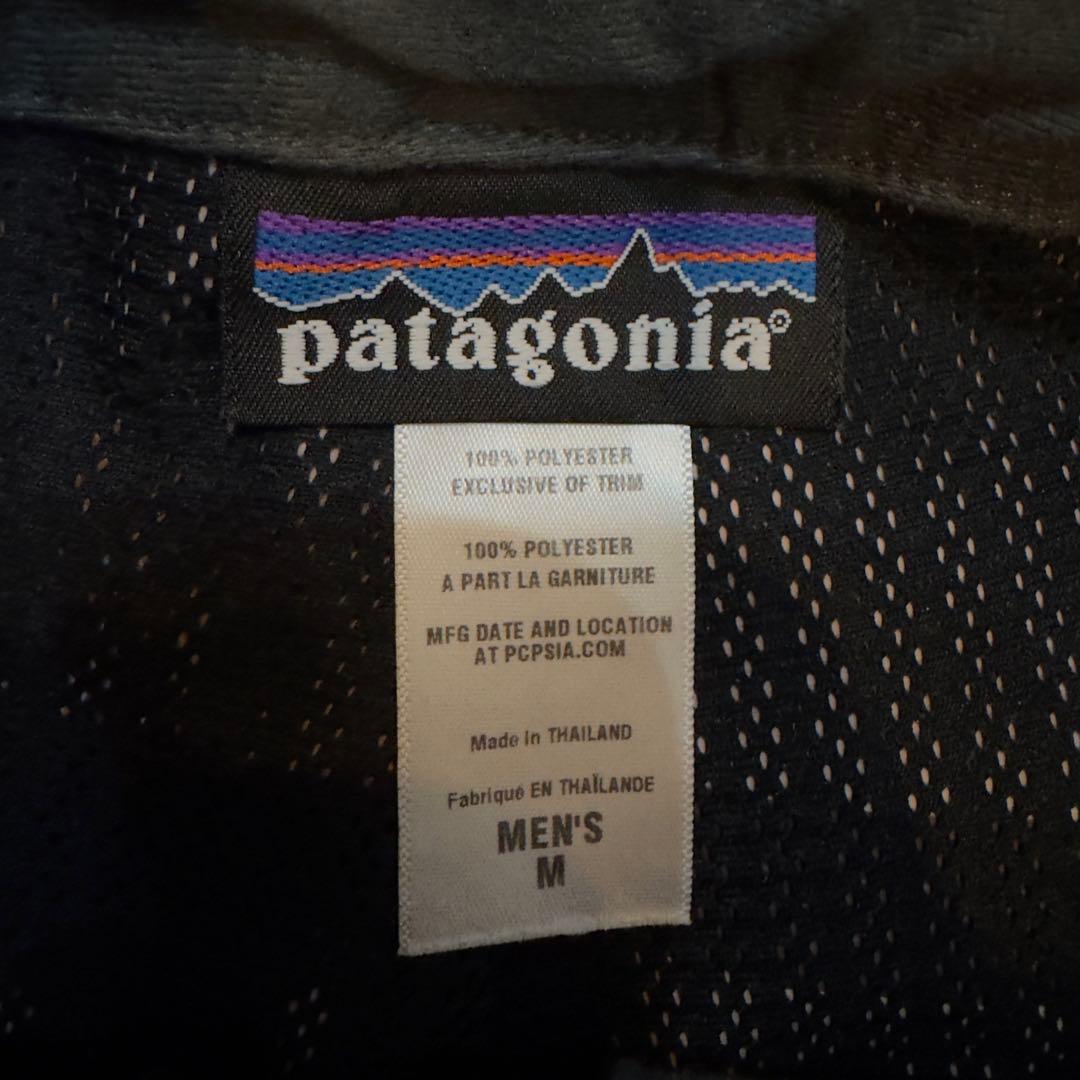 patagonia®
100% POLYESTER
EXCLUSIVE OF TRIM
100% POLYESTER
A PART LA GARNITURE
MFG DATE AND LOCATION
AT PCPSIA.COM
Made in THAILAND
Fabriqué EN THAÏLANDE
MEN'S
M